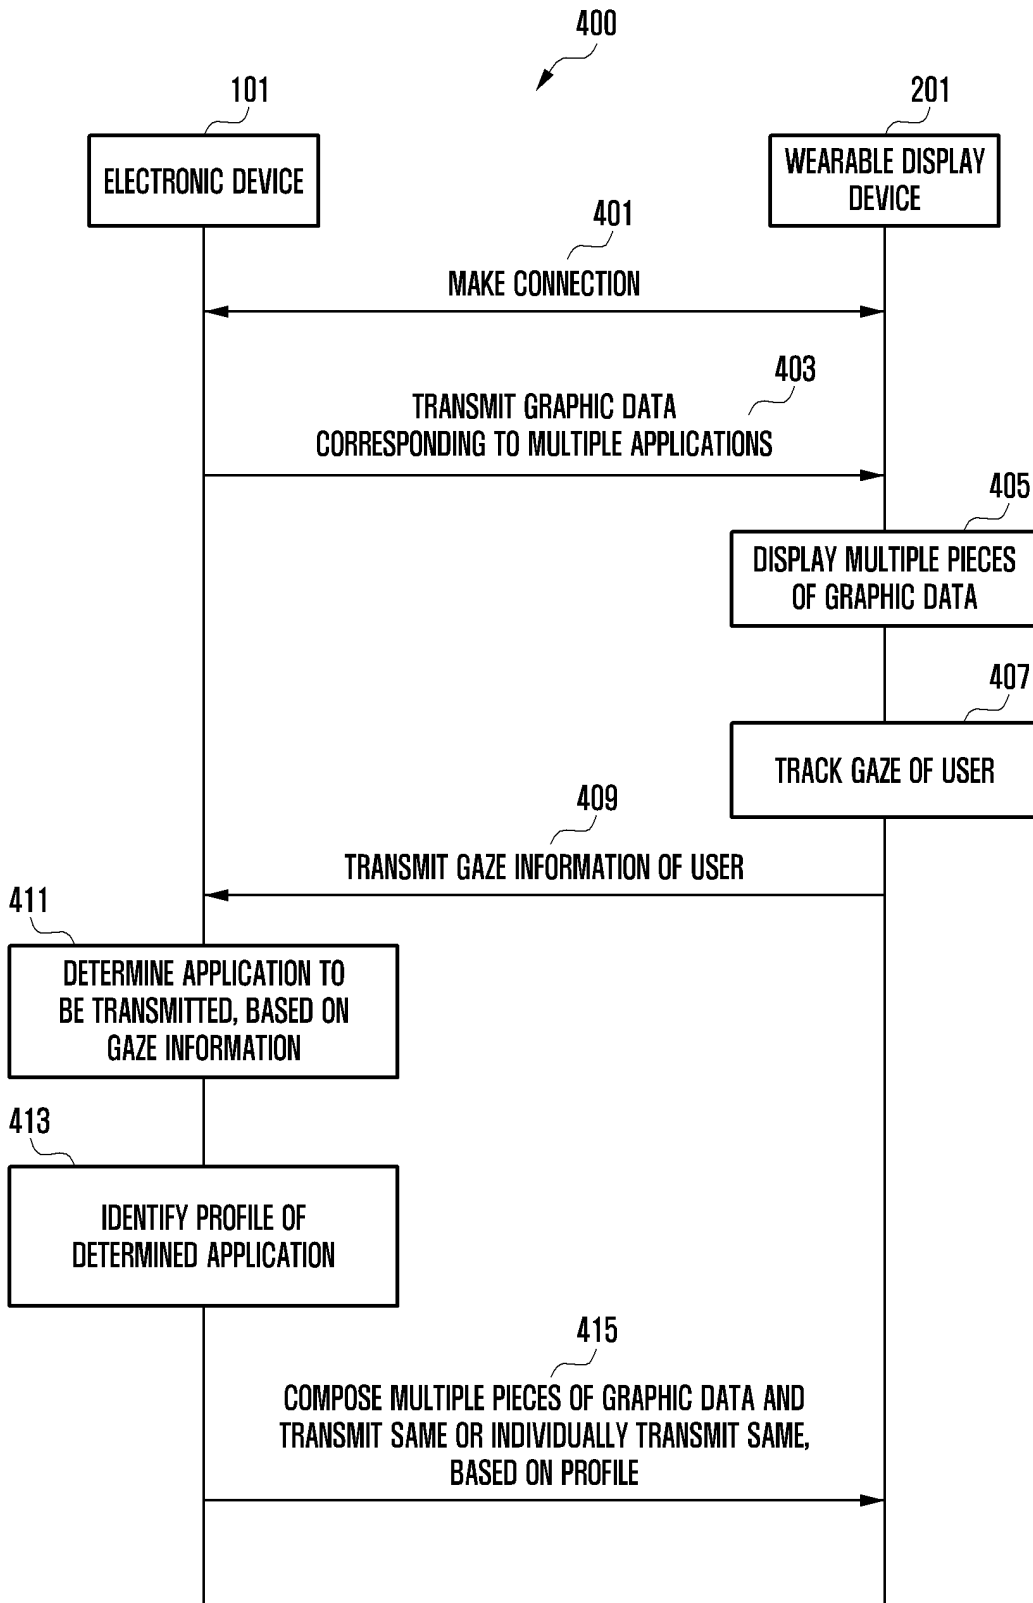 400
101
201
ELECTRONIC DEVICE
WEARABLE DISPLAY
DEVICE
401
MAKE CONNECTION
403
TRANSMIT GRAPHIC DATA
CORRESPONDING TO MULTIPLE APPLICATIONS
405
DISPLAY MULTIPLE PIECES
OF GRAPHIC DATA
407
TRACK GAZE OF USER
409
TRANSMIT GAZE INFORMATION OF USER
411
DETERMINE APPLICATION TO
BE TRANSMITTED, BASED ON
GAZE INFORMATION
413
IDENTIFY PROFILE OF
DETERMINED APPLICATION
415
COMPOSE MULTIPLE PIECES OF GRAPHIC DATA AND
TRANSMIT SAME OR INDIVIDUALLY TRANSMIT SAME,
BASED ON PROFILE